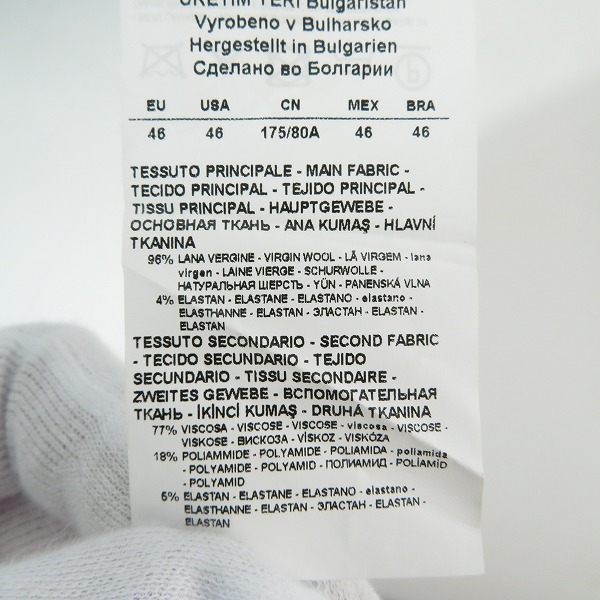 ÜRETİM YERİ Bulgaristan
Vyrobeno v Bulharsko
Hergestellt in Bulgarien
Сделано во Болгарии
EU USA CN MEX BRA
46 46 175/80A 46 46
TESSUTO PRINCIPALE - MAIN FABRIC -
TECIDO PRINCIPAL - TEJIDO PRINCIPAL -
TISSU PRINCIPAL - HAUPTGEWEBE -
ОСНОВНАЯ ТКАНЬ - ANA KUMAŞ - HLAVNÍ
TKANINA
96% LANA VERGINE - VIRGIN WOOL - LÃ VIRGEM - lana
virgen - LAINE VIERGE - SCHURWOLLE -
НАТУРАЛЬНАЯ ШЕРСТЬ - YÜN - PANENSKÁ VLNA
4% ELASTAN - ELASTANE - ELASTANO - elastano -
ELASTHANNE - ELASTAN - ЭЛАСТАН - ELASTAN -
ELASTAN
TESSUTO SECONDARIO - SECOND FABRIC
- TECIDO SECUNDARIO - TEJIDO
SECUNDARIO - TISSU SECONDAIRE -
ZWEITES GEWEBE - ВСПОМОГАТЕЛЬНАЯ
ТКАНЬ - İKİNCİ KUMAŞ - DRUHÁ TKANINA
77% VISCOSA - VISCOSE - VISCOSE - viscosa - VISCOSE -
VISKOSE - ВИСКОЗА - VİSKOZ - VISKÓZA
18% POLIAMMIDE - POLYAMIDE - POLIAMIDA - poliamida
- POLYAMIDE - POLYAMID - ПОЛИАМИД - POLİAMİD
- POLYAMID
5% ELASTAN - ELASTANE - ELASTANO - elastano -
ELASTHANNE - ELASTAN - ЭЛАСТАН - ELASTAN -
ELASTAN